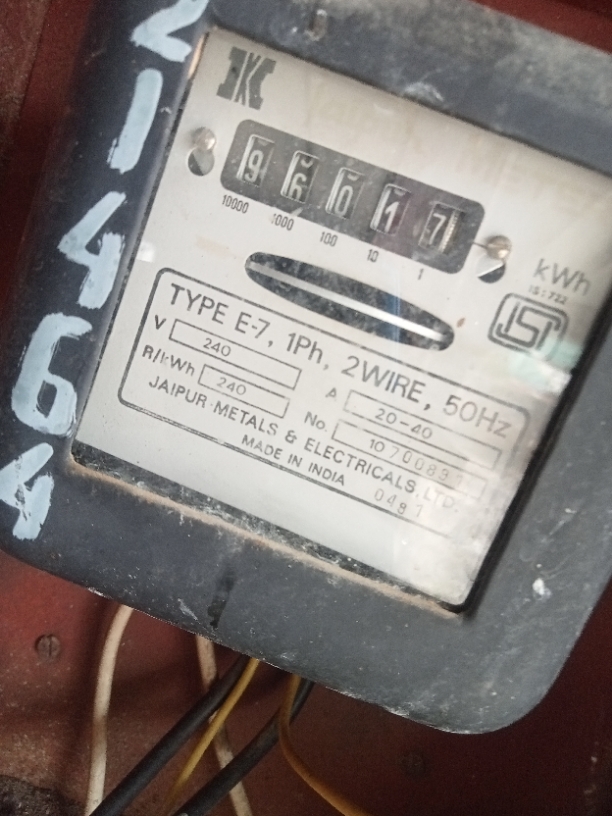 21464
JK
96017
10000 1000 100 10 1
kWh
IS:722
ISI
TYPE E-7, 1Ph, 2WIRE, 50Hz
V 240 A 20-40
R/kWh 240 No.
JAIPUR METALS & ELECTRICALS LTD.
MADE IN INDIA